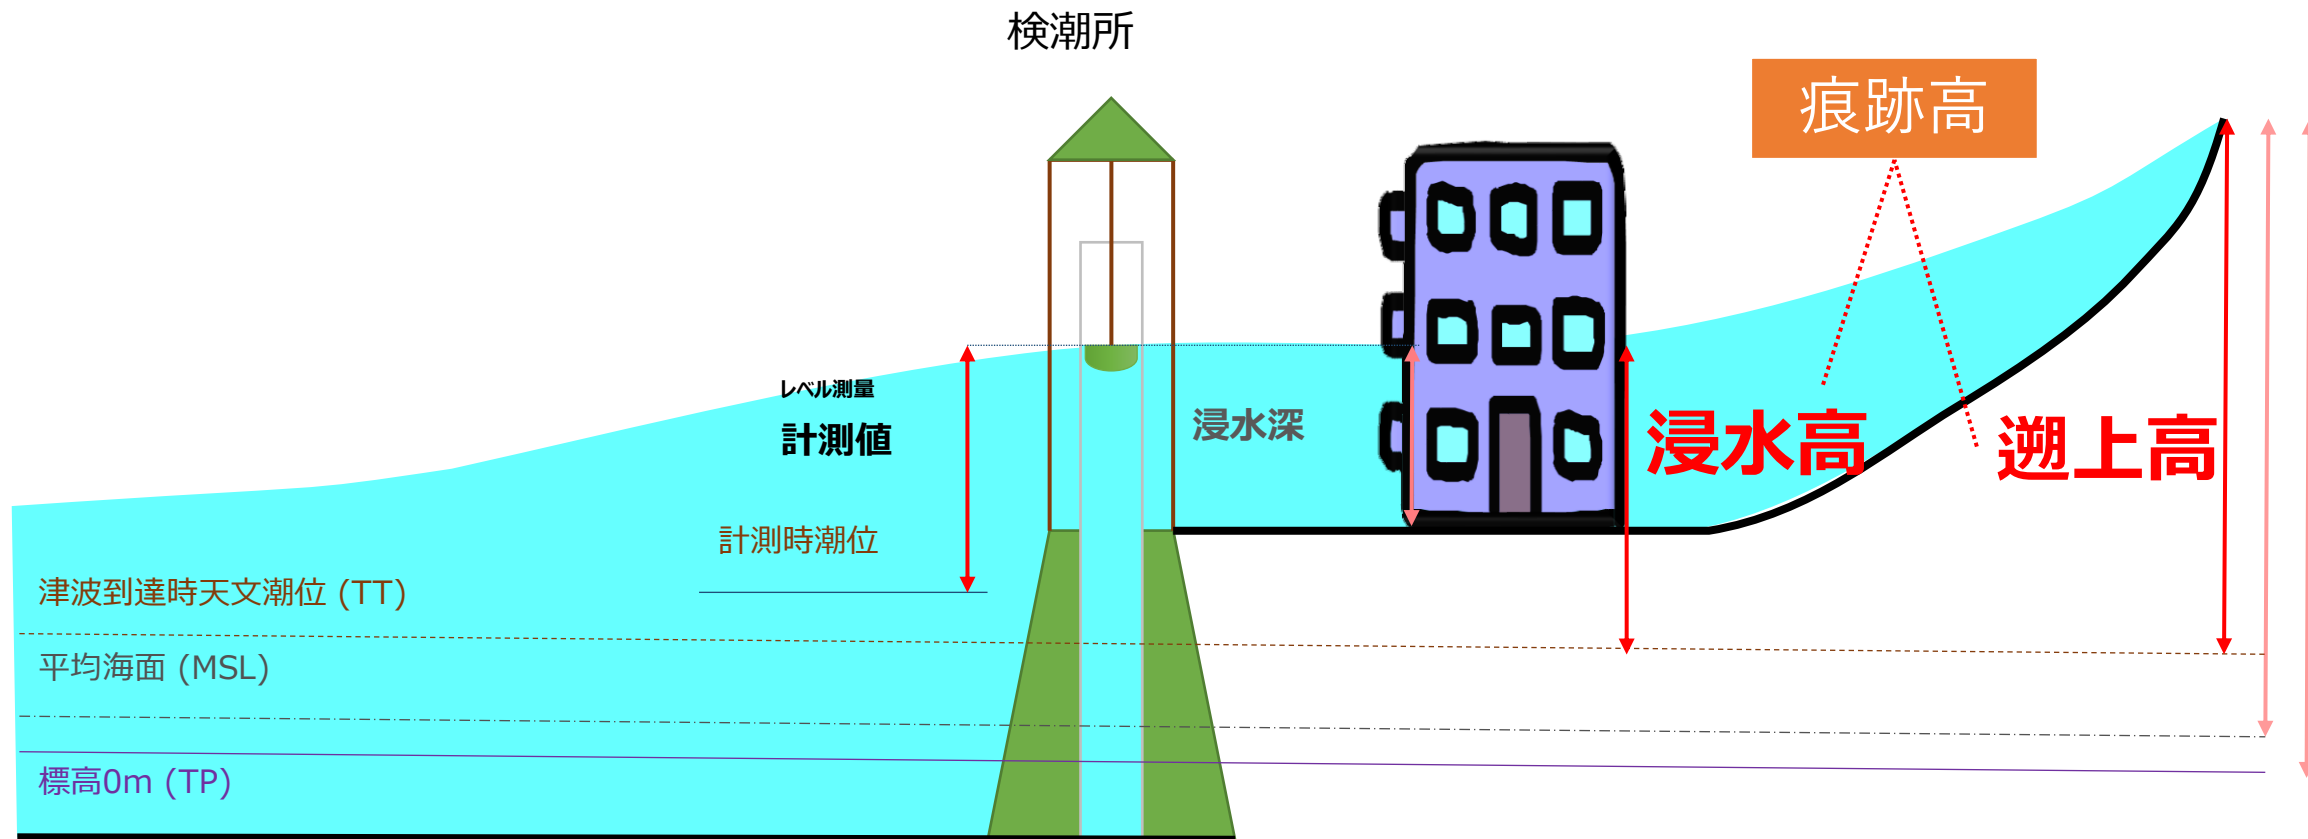 検潮所
痕跡高
レベル測量
計測値
浸水深
浸水高
遡上高
計測時潮位
津波到達時天文潮位 (TT)
平均海面 (MSL)
標高0m (TP)